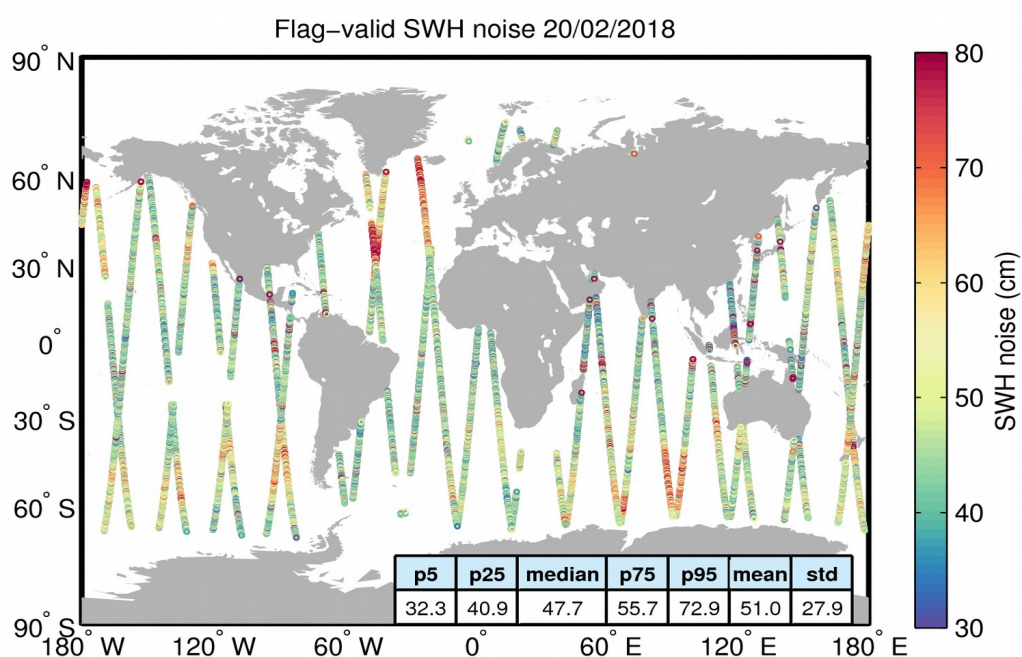 Flag−valid SWH noise 20/02/2018
90° N
60° N
30° N
0°
30° S
60° S
90° S
180° W
120° W
60° W
0°
60° E
120° E
180° E
p5 p25 median p75 p95 mean std
32.3 40.9 47.7 55.7 72.9 51.0 27.9
80
70
60
50
40
30
SWH noise (cm)